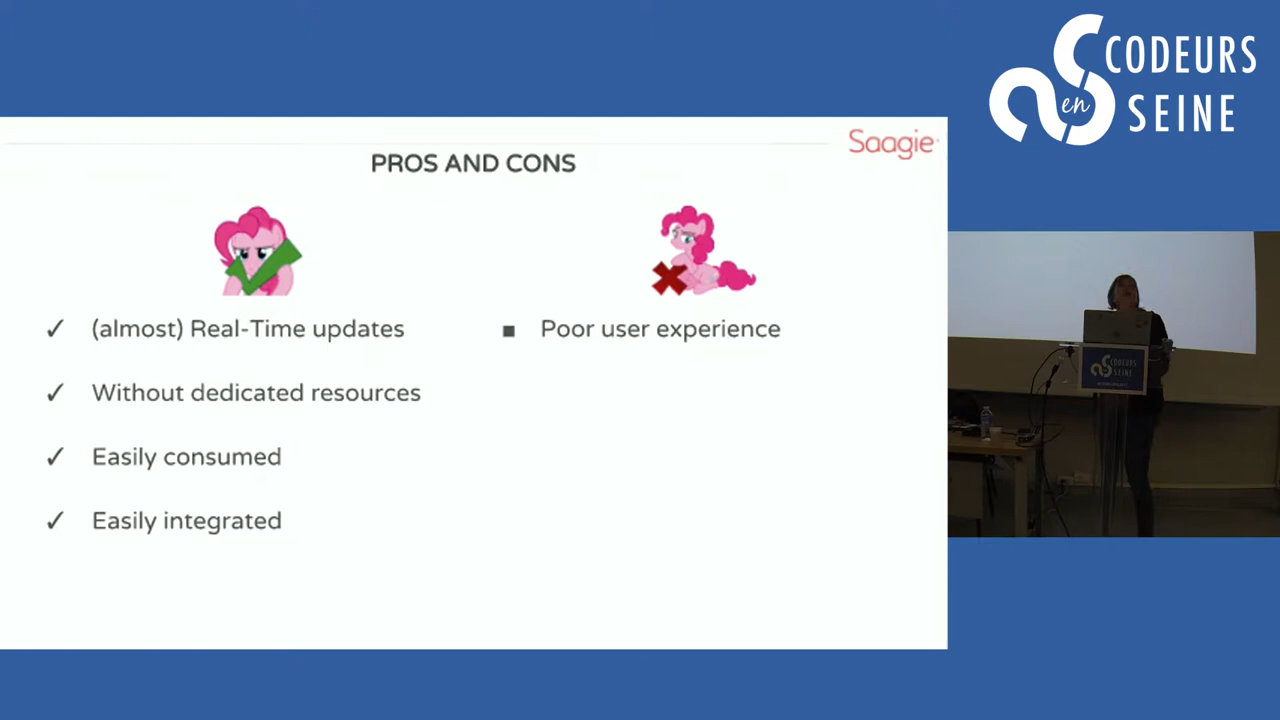 CODEURS
en
SEINE
Saagie
PROS AND CONS
✓ (almost) Real-Time updates
✓ Without dedicated resources
✓ Easily consumed
✓ Easily integrated
■ Poor user experience
CODEURS
en
SEINE